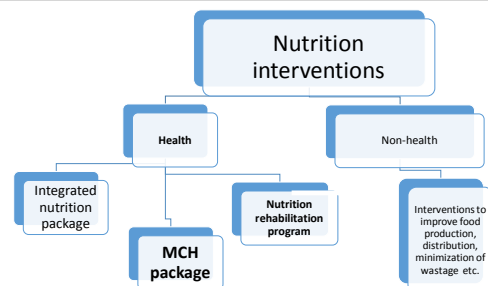 Nutrition
interventions
Health
Non-health
Integrated
nutrition
package
MCH
package
Nutrition
rehabilitation
program
Interventions to
improve food
production,
distribution,
minimization of
wastage etc.